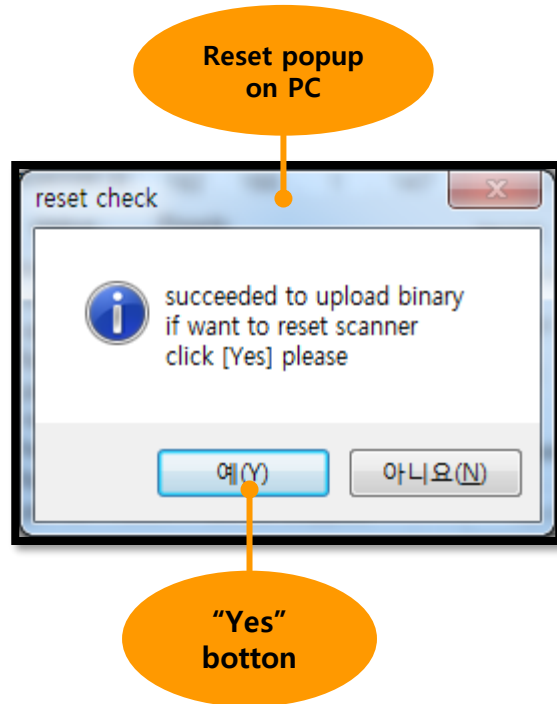 Reset popup
on PC
reset check
succeeded to upload binary
if want to reset scanner
click [Yes] please
예(Y)
아니요(N)
“Yes”
botton